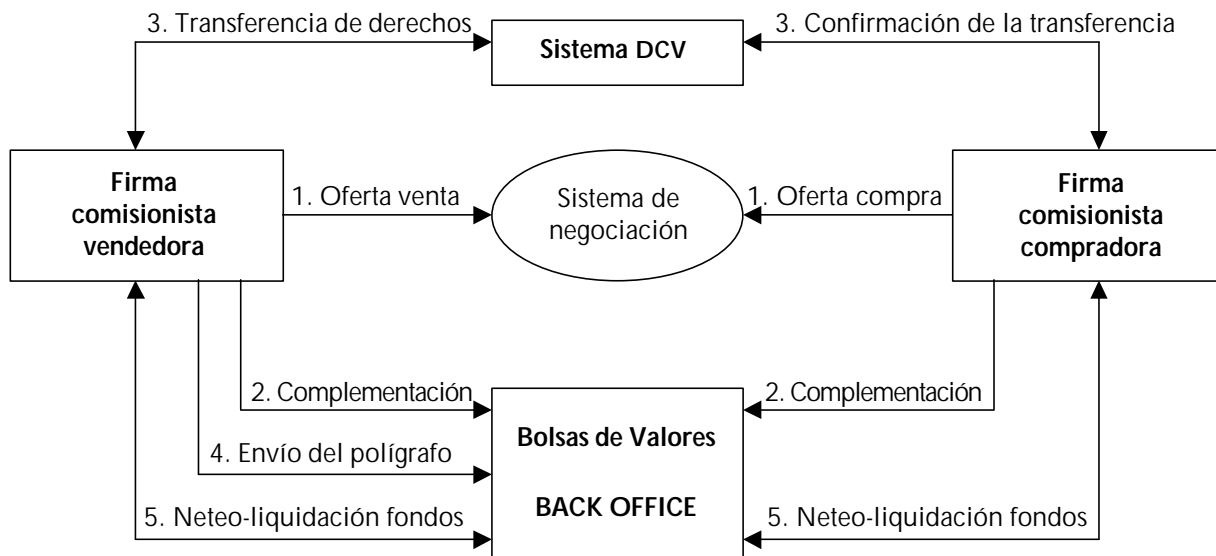 3. Transferencia de derechos
Sistema DCV
3. Confirmación de la transferencia
Firma
comisionista
vendedora
1. Oferta venta
Sistema de
negociación
1. Oferta compra
Firma
comisionista
compradora
2. Complementación
2. Complementación
Bolsas de Valores
4. Envío del polígrafo
BACK OFFICE
5. Neteo-liquidación fondos
5. Neteo-liquidación fondos